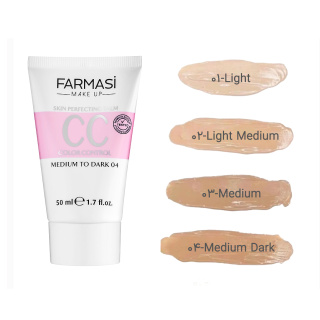 FARMASİ
MAKE UP
SKIN PERFECTING BALM
CC
COLOR CONTROL
MEDIUM TO DARK 04
50 ml ℮ 1.7 fl.oz.
۰۱-Light
۰۲-Light Medium
۰۳-Medium
۰۴-Medium Dark